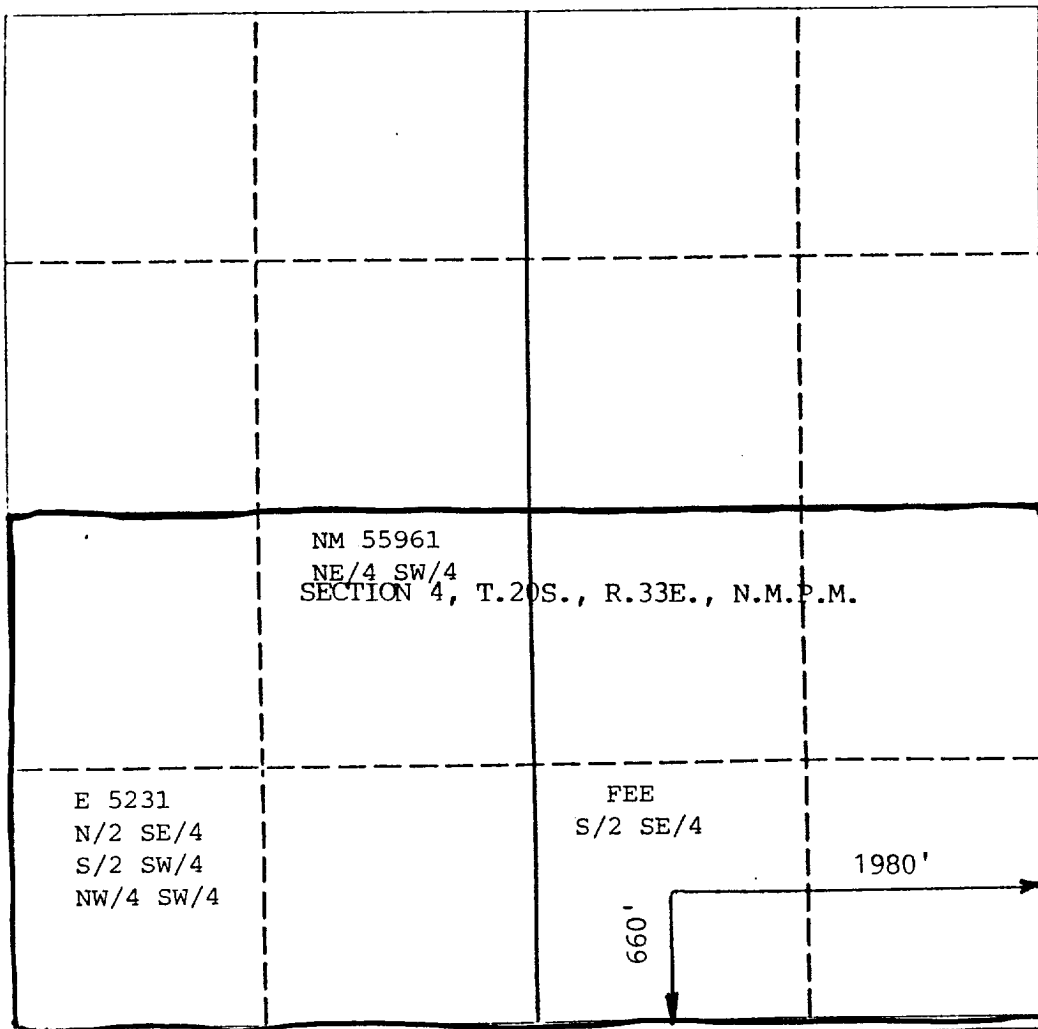 NM 55961
NE/4 SW/4
SECTION 4, T.20S., R.33E., N.M.P.M.
E 5231
N/2 SE/4
S/2 SW/4
NW/4 SW/4
FEE
S/2 SE/4
1980'
660'